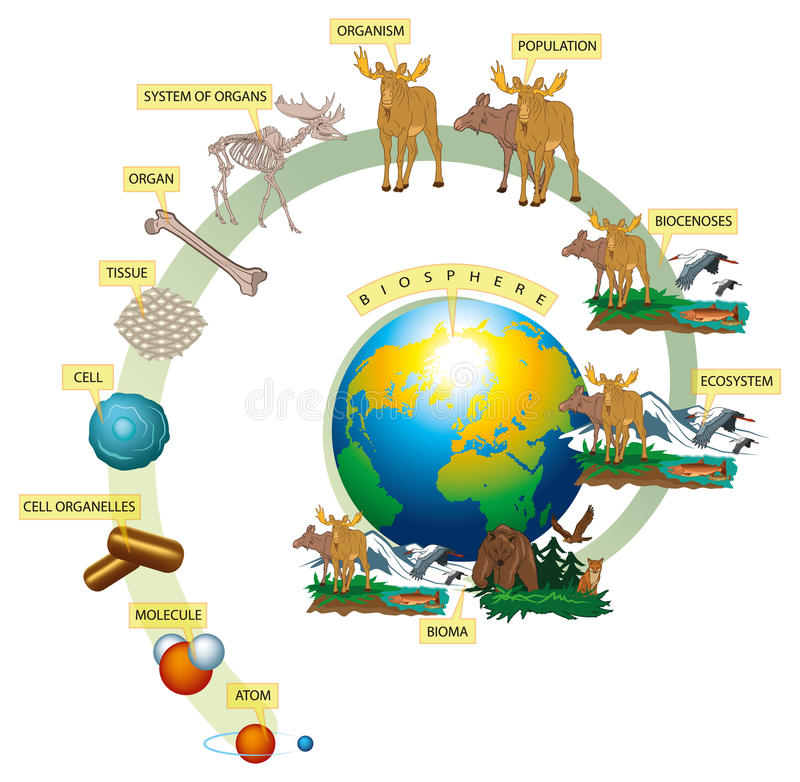 ORGANISM
POPULATION
SYSTEM OF ORGANS
ORGAN
BIOCENOSES
TISSUE
BIOSPHERE
CELL
ECOSYSTEM
CELL ORGANELLES
MOLECULE
BIOMA
ATOM
dreamstime